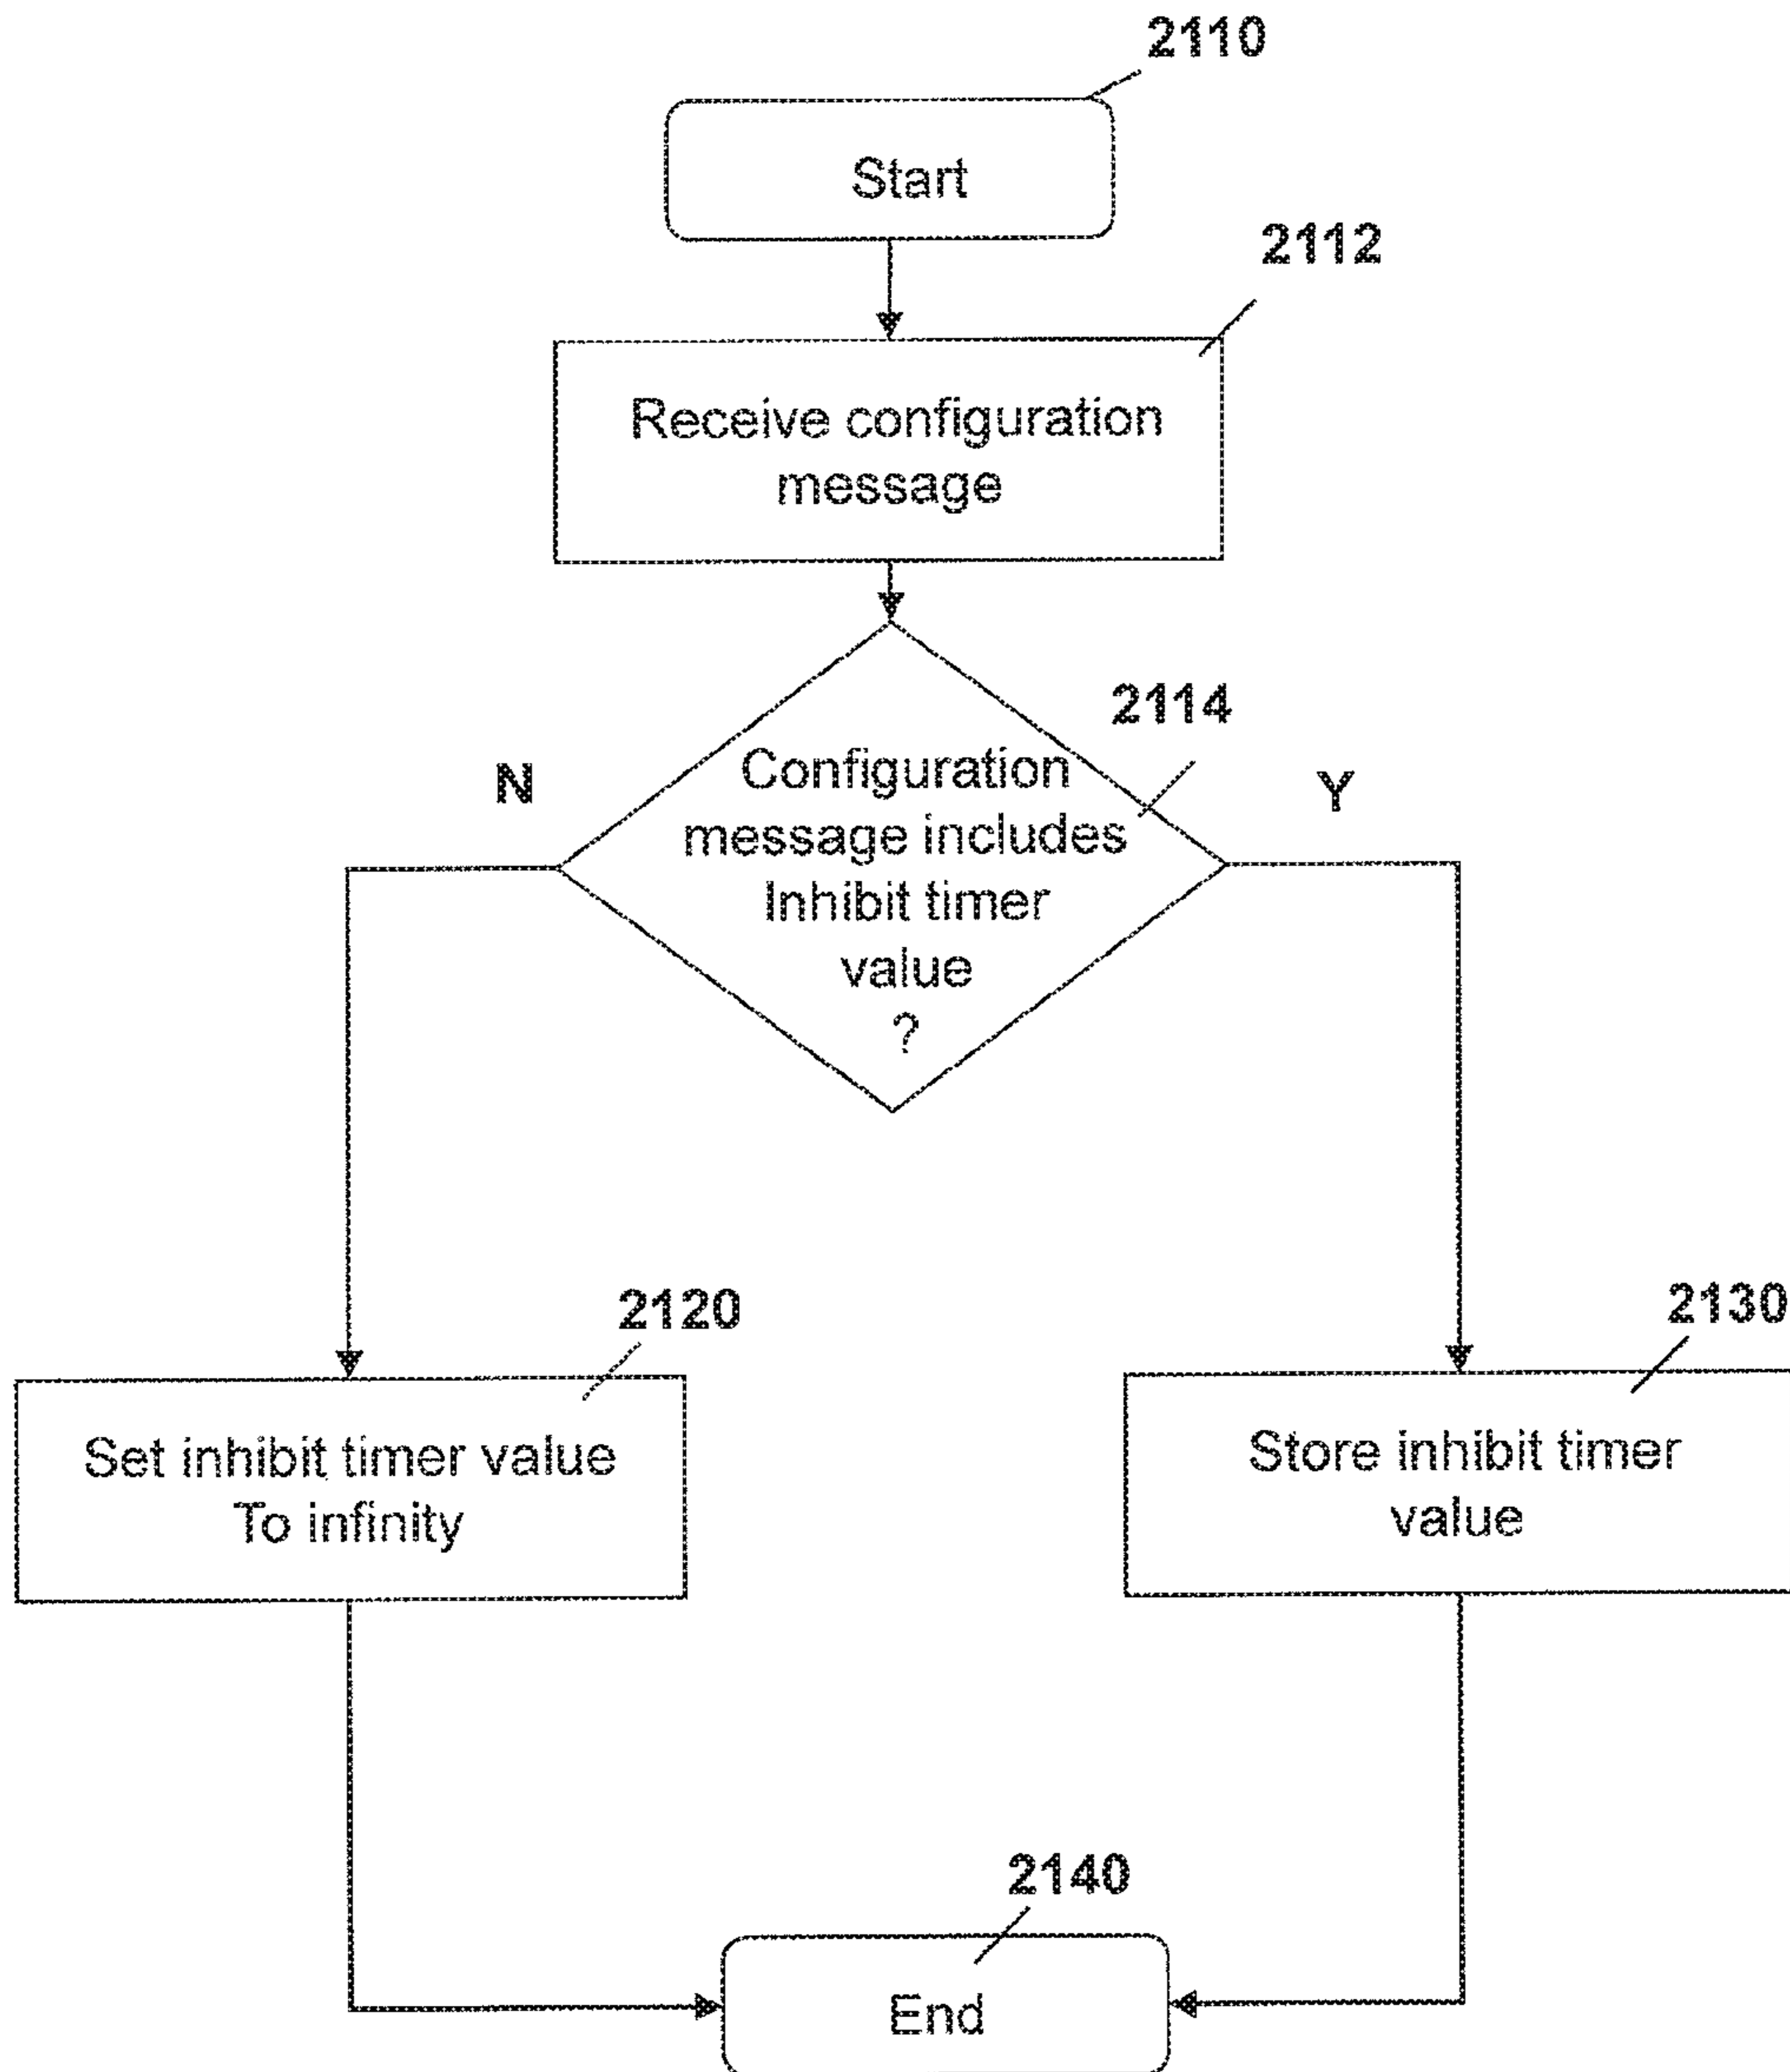 2110
Start
2112
Receive configuration
message
2114
N
Y
Configuration
message includes
Inhibit timer
value
?
2120
2130
Set inhibit timer value
To infinity
Store inhibit timer
value
2140
End